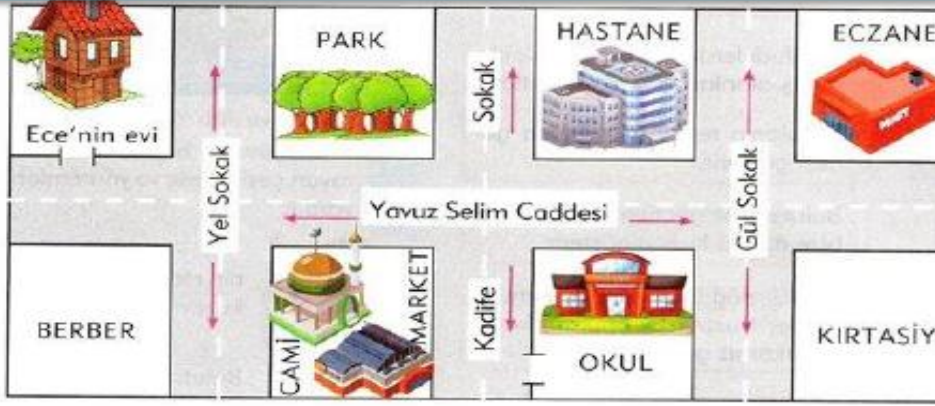 PARK
HASTANE
ECZANE
Ece'nin evi
Yel Sokak
Sokak
Gül Sokak
Yavuz Selim Caddesi
BERBER
CAMİ
MARKET
Kadife
OKUL
KIRTASİY